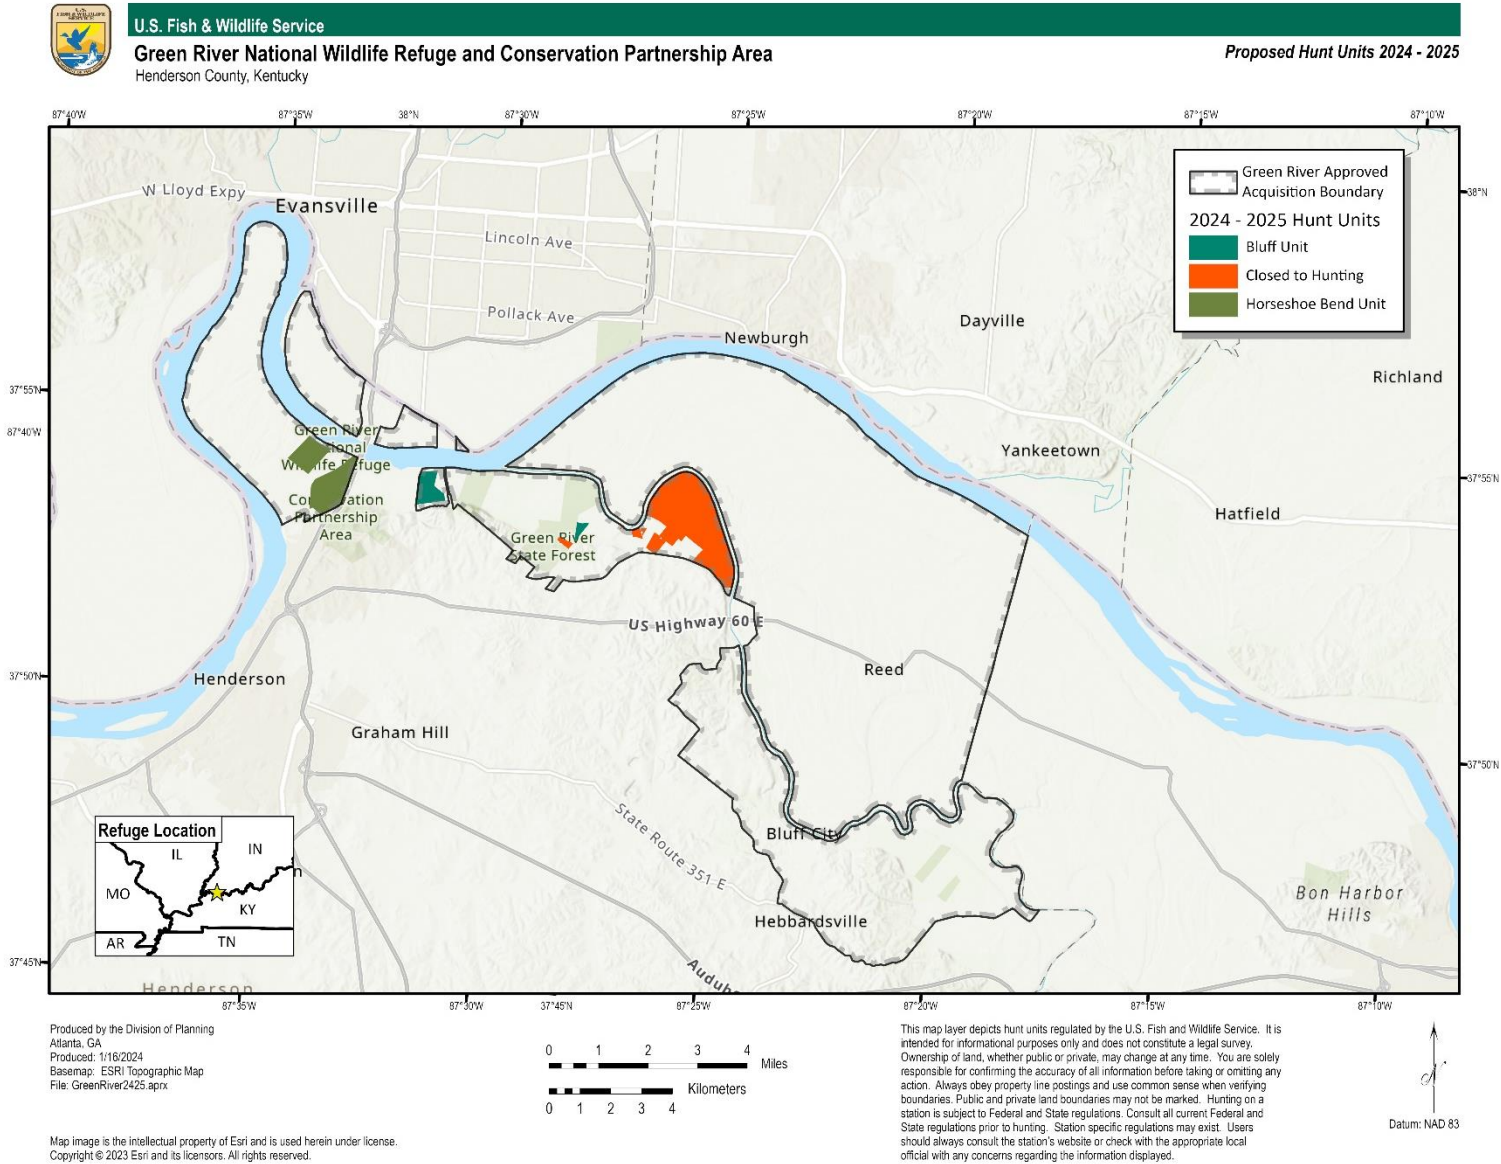 U.S.
FISH & WILDLIFE
SERVICE
U.S. Fish & Wildlife Service
Green River National Wildlife Refuge and Conservation Partnership Area
Proposed Hunt Units 2024 - 2025
Henderson County, Kentucky
87°40'W
87°35'W
38°N
87°30'W
87°25'W
87°20'W
87°15'W
87°10'W
Green River Approved
Acquisition Boundary
2024 - 2025 Hunt Units
Bluff Unit
Closed to Hunting
Horseshoe Bend Unit
W Lloyd Expy
Evansville
38°N
Lincoln Ave
Pollack Ave
Newburgh
Dayville
Richland
37°55'N
87°40'W
Green River
Wildlife Refuge
Partnership
Area
Yankeetown
37°55'N
Hatfield
Green River
State Forest
US Highway 60 E
Reed
37°50'N
Henderson
Graham Hill
37°50'N
State Route 351 E
Bluff City
Hebbardsville
Bon Harbor
Hills
Refuge Location
IL
IN
MO
KY
AR
TN
n
37°45'N
Henderson
Audub
87°35'W
87°30'W
37°45'N
87°25'W
87°20'W
87°15'W
87°10'W
Produced by the Division of Planning
Atlanta, GA
Produced: 1/16/2024
Basemap: ESRI Topographic Map
File: GreenRiver2425.aprx
0 1 2 3 4
Miles
Kilometers
0 1 2 3 4
This map layer depicts hunt units regulated by the U.S. Fish and Wildlife Service. It is
intended for informational purposes only and does not constitute a legal survey.
Ownership of land, whether public or private, may change at any time. You are solely
responsible for confirming the accuracy of all information before taking or omitting any
action. Always obey property line postings and use common sense when verifying
boundaries. Public and private land boundaries may not be marked. Hunting on a
station is subject to Federal and State regulations. Consult all current Federal and
State regulations prior to hunting. Station specific regulations may exist. Users
should always consult the station's website or check with the appropriate local
official with any concerns regarding the information displayed.
N
Datum: NAD 83
Map image is the intellectual property of Esri and is used herein under license.
Copyright © 2023 Esri and its licensors. All rights reserved.